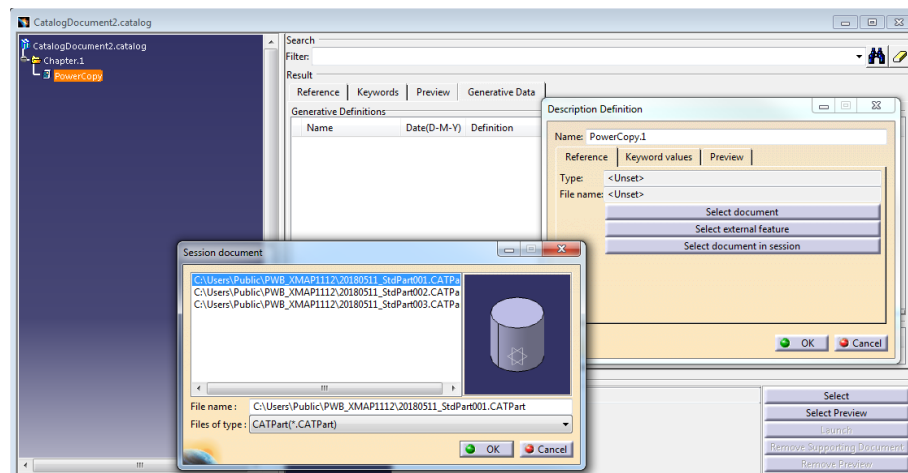 CatalogDocument2.catalog
CatalogDocument2.catalog
Chapter.1
PowerCopy
Search
Filter:
Result
Reference Keywords Preview Generative Data
Generative Definitions
Name Date(D-M-Y) Definition
Description Definition
Name: PowerCopy.1
Reference Keyword values Preview
Type: <Unset>
File name: <Unset>
Select document
Select external feature
Select document in session
OK Cancel
Session document
C:\Users\Public\PWB_XMAP1112\20180511_StdPart001.CATPa
C:\Users\Public\PWB_XMAP1112\20180511_StdPart002.CATPa
C:\Users\Public\PWB_XMAP1112\20180511_StdPart003.CATPa
File name : C:\Users\Public\PWB_XMAP1112\20180511_StdPart001.CATPart
Files of type : CATPart(*.CATPart)
OK Cancel
Select
Select Preview
Launch
Remove Supporting Document
Remove Preview